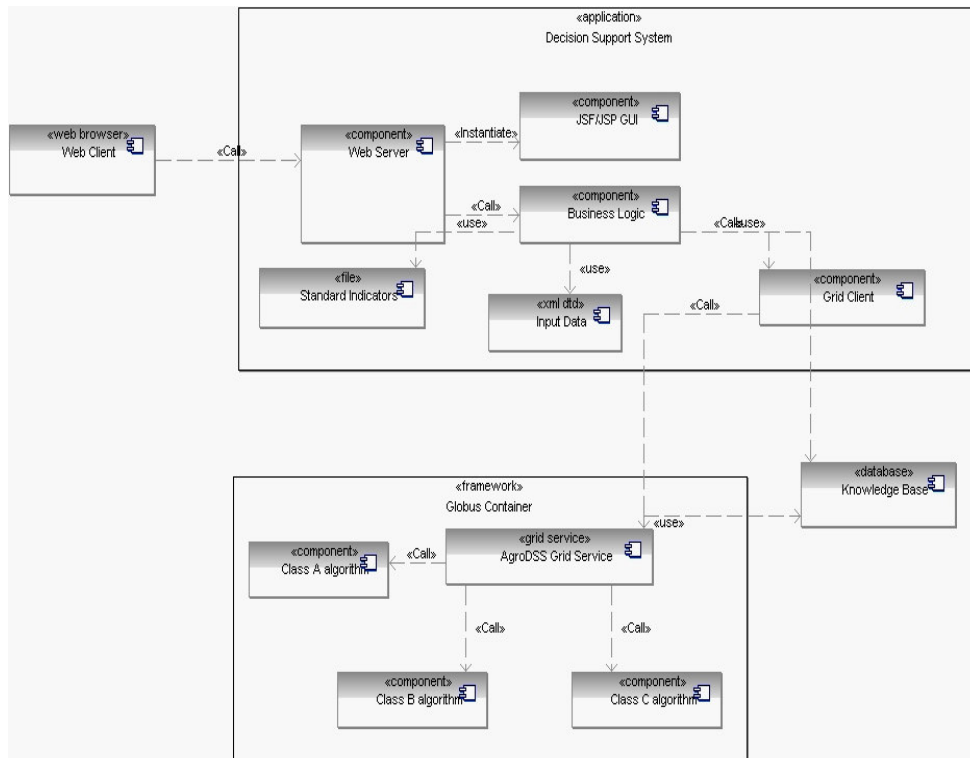 «application»
Decision Support System
«component»
JSF/JSP GUI
«web browser»
Web Client
«Call»
«component»
Web Server
«Instantiate»
«component»
Business Logic
«Call»
«use»
«Call»
«use»
«file»
Standard Indicators
«use»
«xml dtd»
Input Data
«component»
Grid Client
«Call»
«database»
Knowledge Base
«framework»
Globus Container
«use»
«grid service»
AgroDSS Grid Service
«component»
Class A algorithm
«Call»
«Call»
«Call»
«component»
Class B algorithm
«component»
Class C algorithm